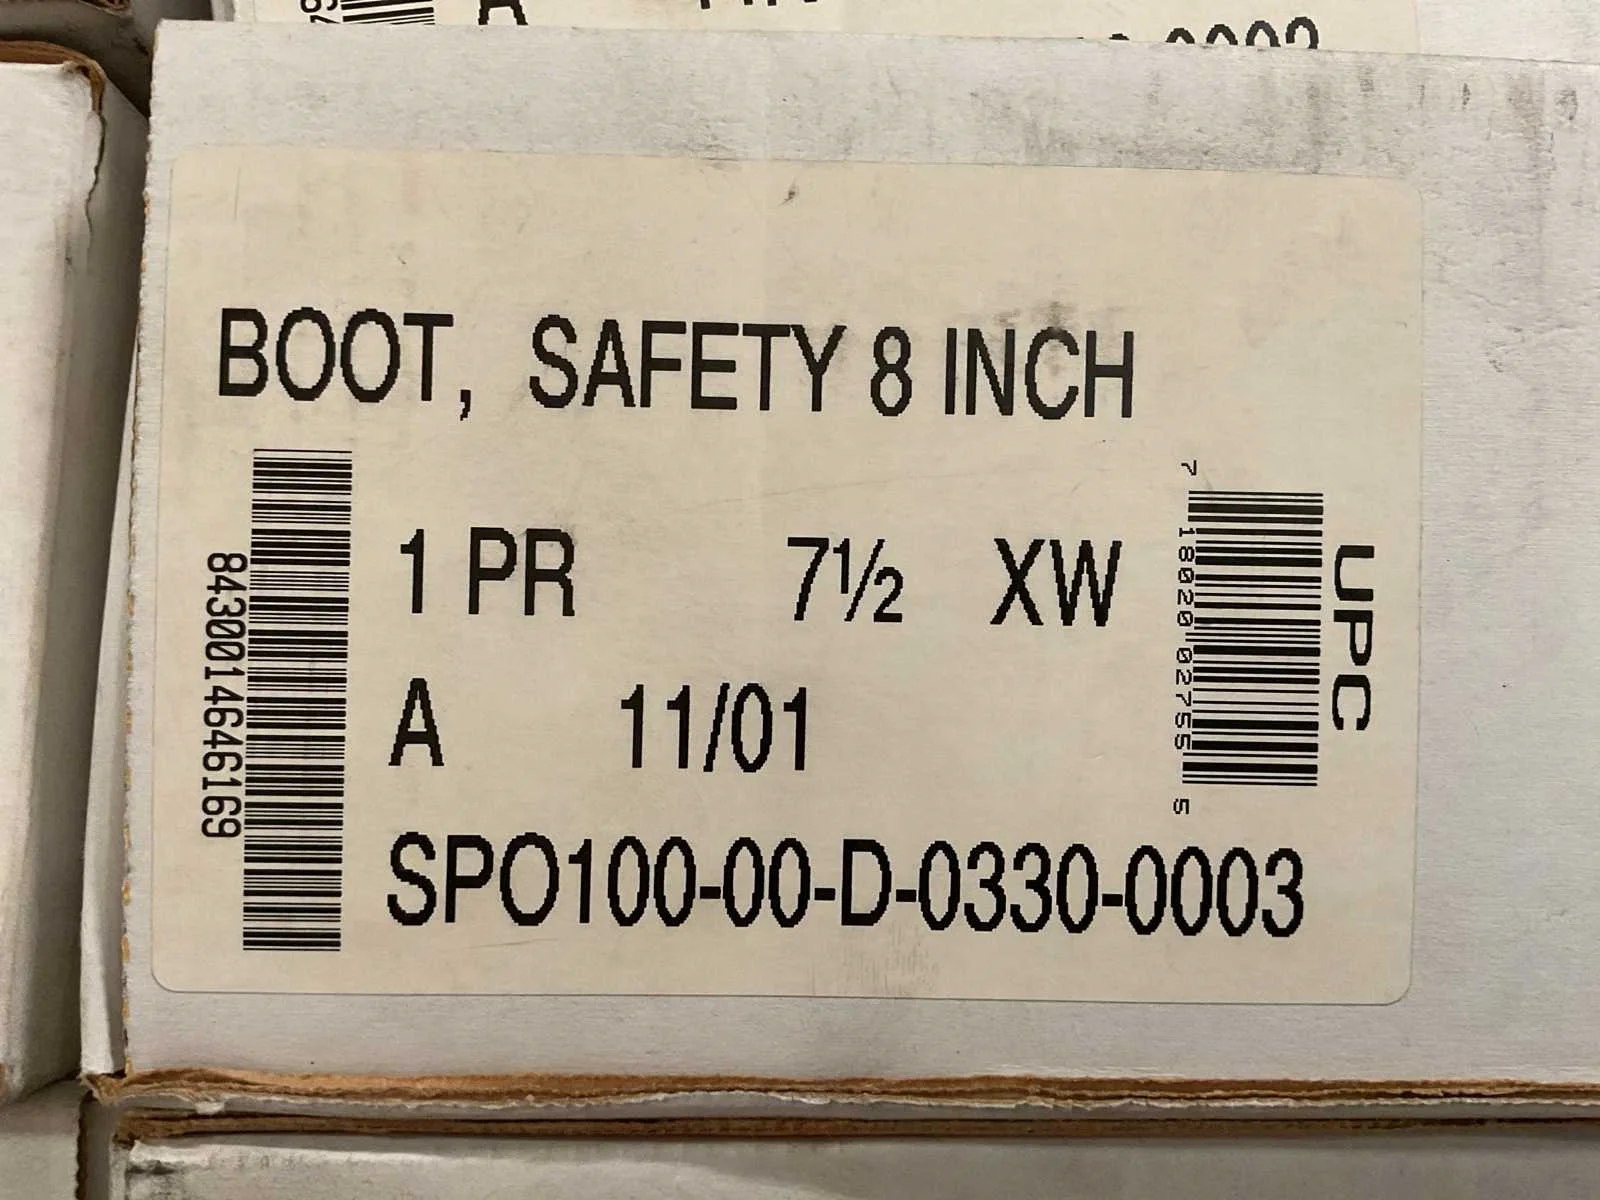 A
BOOT, SAFETY 8 INCH
8430014646169
1 PR 7½ XW
A 11/01
SPO100-00-D-0330-0003
7 18020 02755 5
UPC